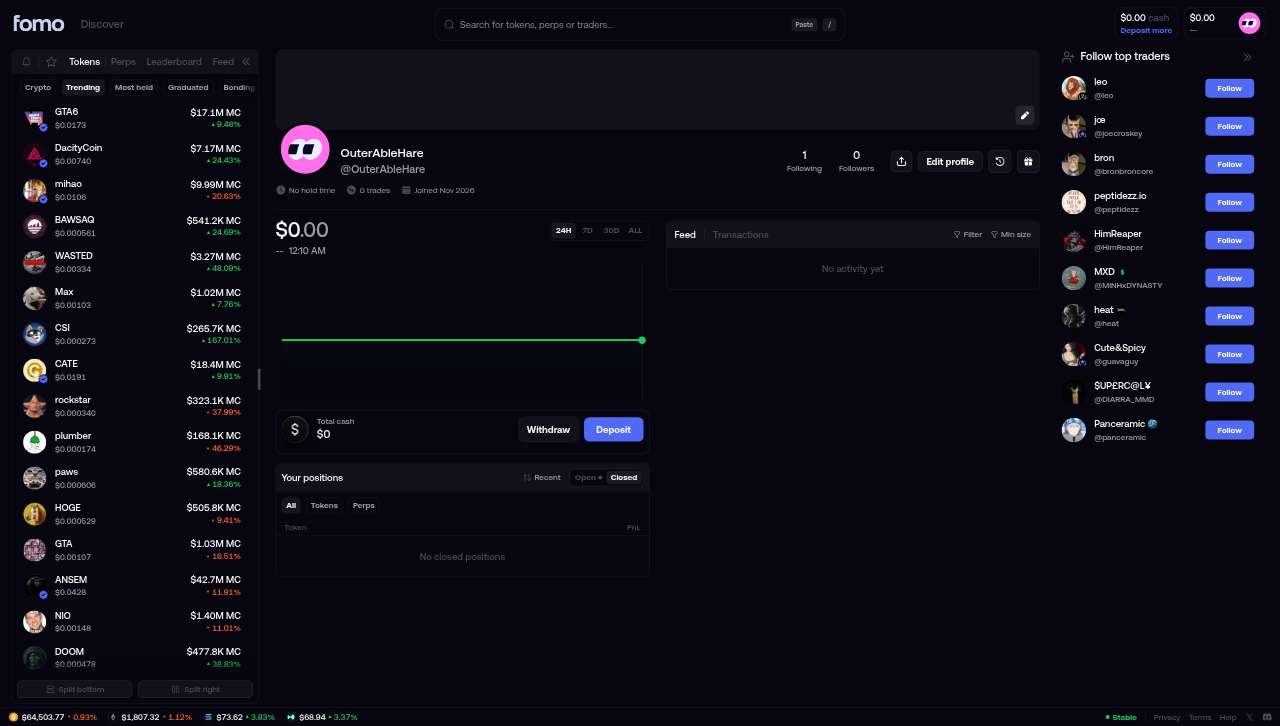 fomo Discover
Search for tokens, perps or traders... Paste /
$0.00 cash
Deposit more
$0.00
--
Tokens Perps Leaderboard Feed
Crypto Trending Most held Graduated Bonding
GTA6 $17.1M MC
$0.0173 9.48%
DacityCoin $7.17M MC
$0.00740 24.43%
mihao $9.99M MC
$0.0106 20.63%
BAWSAQ $541.2K MC
$0.000561 24.69%
WASTED $3.27M MC
$0.00334 48.09%
Max $1.02M MC
$0.00103 7.76%
CSI $265.7K MC
$0.000273 167.01%
CATE $18.4M MC
$0.0191 9.91%
rockstar $323.1K MC
$0.000340 37.99%
plumber $168.1K MC
$0.000174 46.29%
paws $580.6K MC
$0.000606 18.36%
HOGE $505.8K MC
$0.000529 9.41%
GTA $1.03M MC
$0.00107 16.51%
ANSEM $42.7M MC
$0.0428 11.91%
NIO $1.40M MC
$0.00148 11.01%
DOOM $477.8K MC
$0.000478 38.83%
Split bottom Split right
OuterAbleHare
@OuterAbleHare
1 Following
0 Followers
Edit profile
No hold time 0 trades Joined Nov 2026
$0.00
-- 12:10 AM
24H 7D 30D ALL
Total cash
$0
Withdraw Deposit
Your positions Recent Open Closed
All Tokens Perps
Token PnL
No closed positions
Feed Transactions Filter Min size
No activity yet
Follow top traders
leo
@leo
Follow
jœ
@joecroskey
Follow
bron
@bronbroncore
Follow
peptidezz.io
@peptidezz
Follow
HimReaper
@HimReaper
Follow
MXD
@MINHxDYNASTY
Follow
heat
@heat
Follow
Cute&Spicy
@guavaguy
Follow
$UP£RC@L¥
@DIARRA_MMD
Follow
Panceramic
@panceramic
Follow
$64,503.77 0.93% $1,807.32 1.12% $73.62 3.83% $68.94 3.37%
Stable Privacy Terms Help